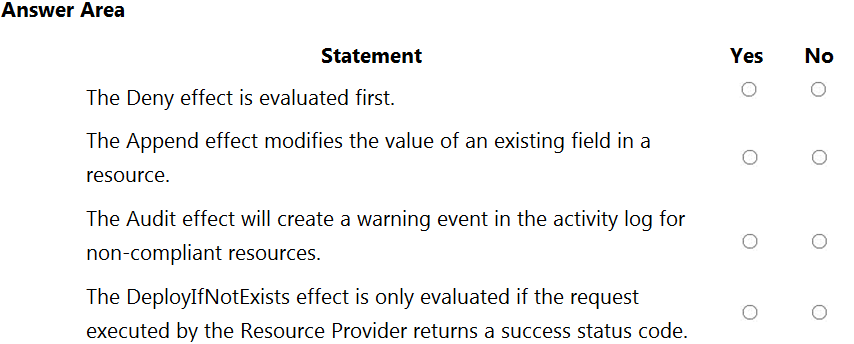 Answer Area
Statement Yes No
The Deny effect is evaluated first.
The Append effect modifies the value of an existing field in a
resource.
The Audit effect will create a warning event in the activity log for
non-compliant resources.
The DeployIfNotExists effect is only evaluated if the request
executed by the Resource Provider returns a success status code.